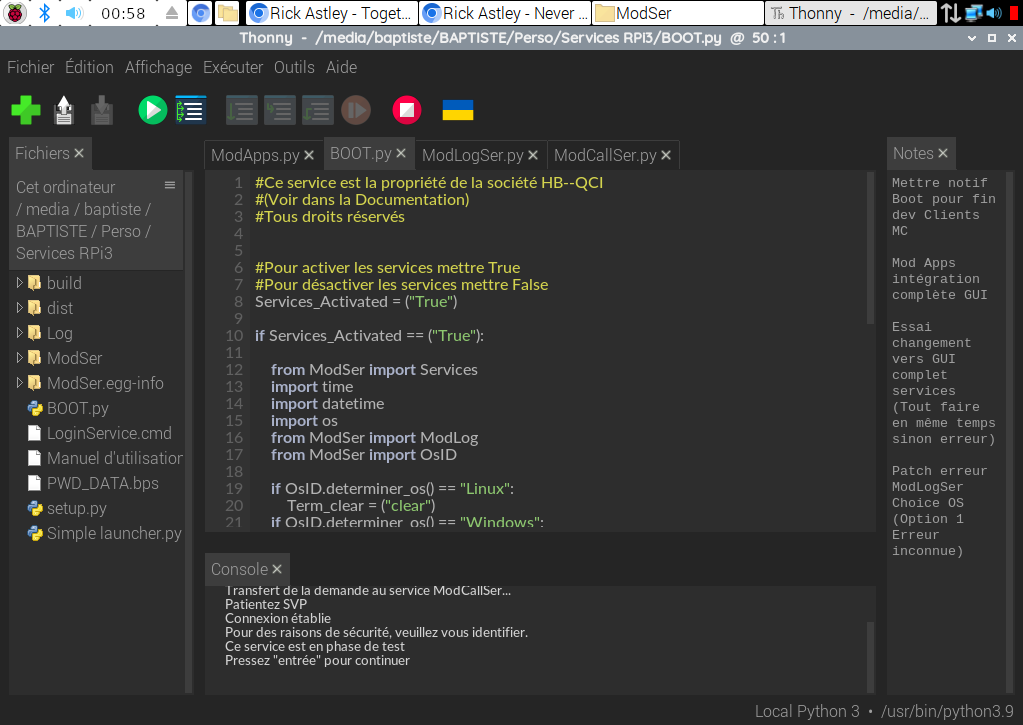 00:58
Rick Astley - Toget...
Rick Astley - Never ...
ModSer
Th Thonny - /media/...
Thonny - /media/baptiste/BAPTISTE/Perso/Services RPi3/BOOT.py @ 50 : 1
Fichier Édition Affichage Exécuter Outils Aide
Fichiers
Cet ordinateur
/ media / baptiste /
BAPTISTE / Perso /
Services RPi3
build
dist
Log
ModSer
ModSer.egg-info
BOOT.py
LoginService.cmd
Manuel d'utilisation
PWD_DATA.bps
setup.py
Simple launcher.py
ModApps.py BOOT.py ModLogSer.py ModCallSer.py
1 #Ce service est la propriété de la société HB--QCI
2 #(Voir dans la Documentation)
3 #Tous droits réservés
4
5
6 #Pour activer les services mettre True
7 #Pour désactiver les services mettre False
8 Services_Activated = ("True")
9
10 if Services_Activated == ("True"):
11
12 from ModSer import Services
13 import time
14 import datetime
15 import os
16 from ModSer import ModLog
17 from ModSer import OsID
18
19 if OsID.determiner_os() == "Linux":
20 Term_clear = ("clear")
21 if OsID.determiner_os() == "Windows":
Console
Transfert de la demande au service ModCallSer...
Patientez SVP
Connexion établie
Pour des raisons de sécurité, veuillez vous identifier.
Ce service est en phase de test
Pressez "entrée" pour continuer
Notes
Mettre notif
Boot pour fin
dev Clients
MC
Mod Apps
intégration
complète GUI
Essai
changement
vers GUI
complet
services
(Tout faire
en même temps
sinon erreur)
Patch erreur
ModLogSer
Choice OS
(Option 1
Erreur
inconnue)
Local Python 3 • /usr/bin/python3.9